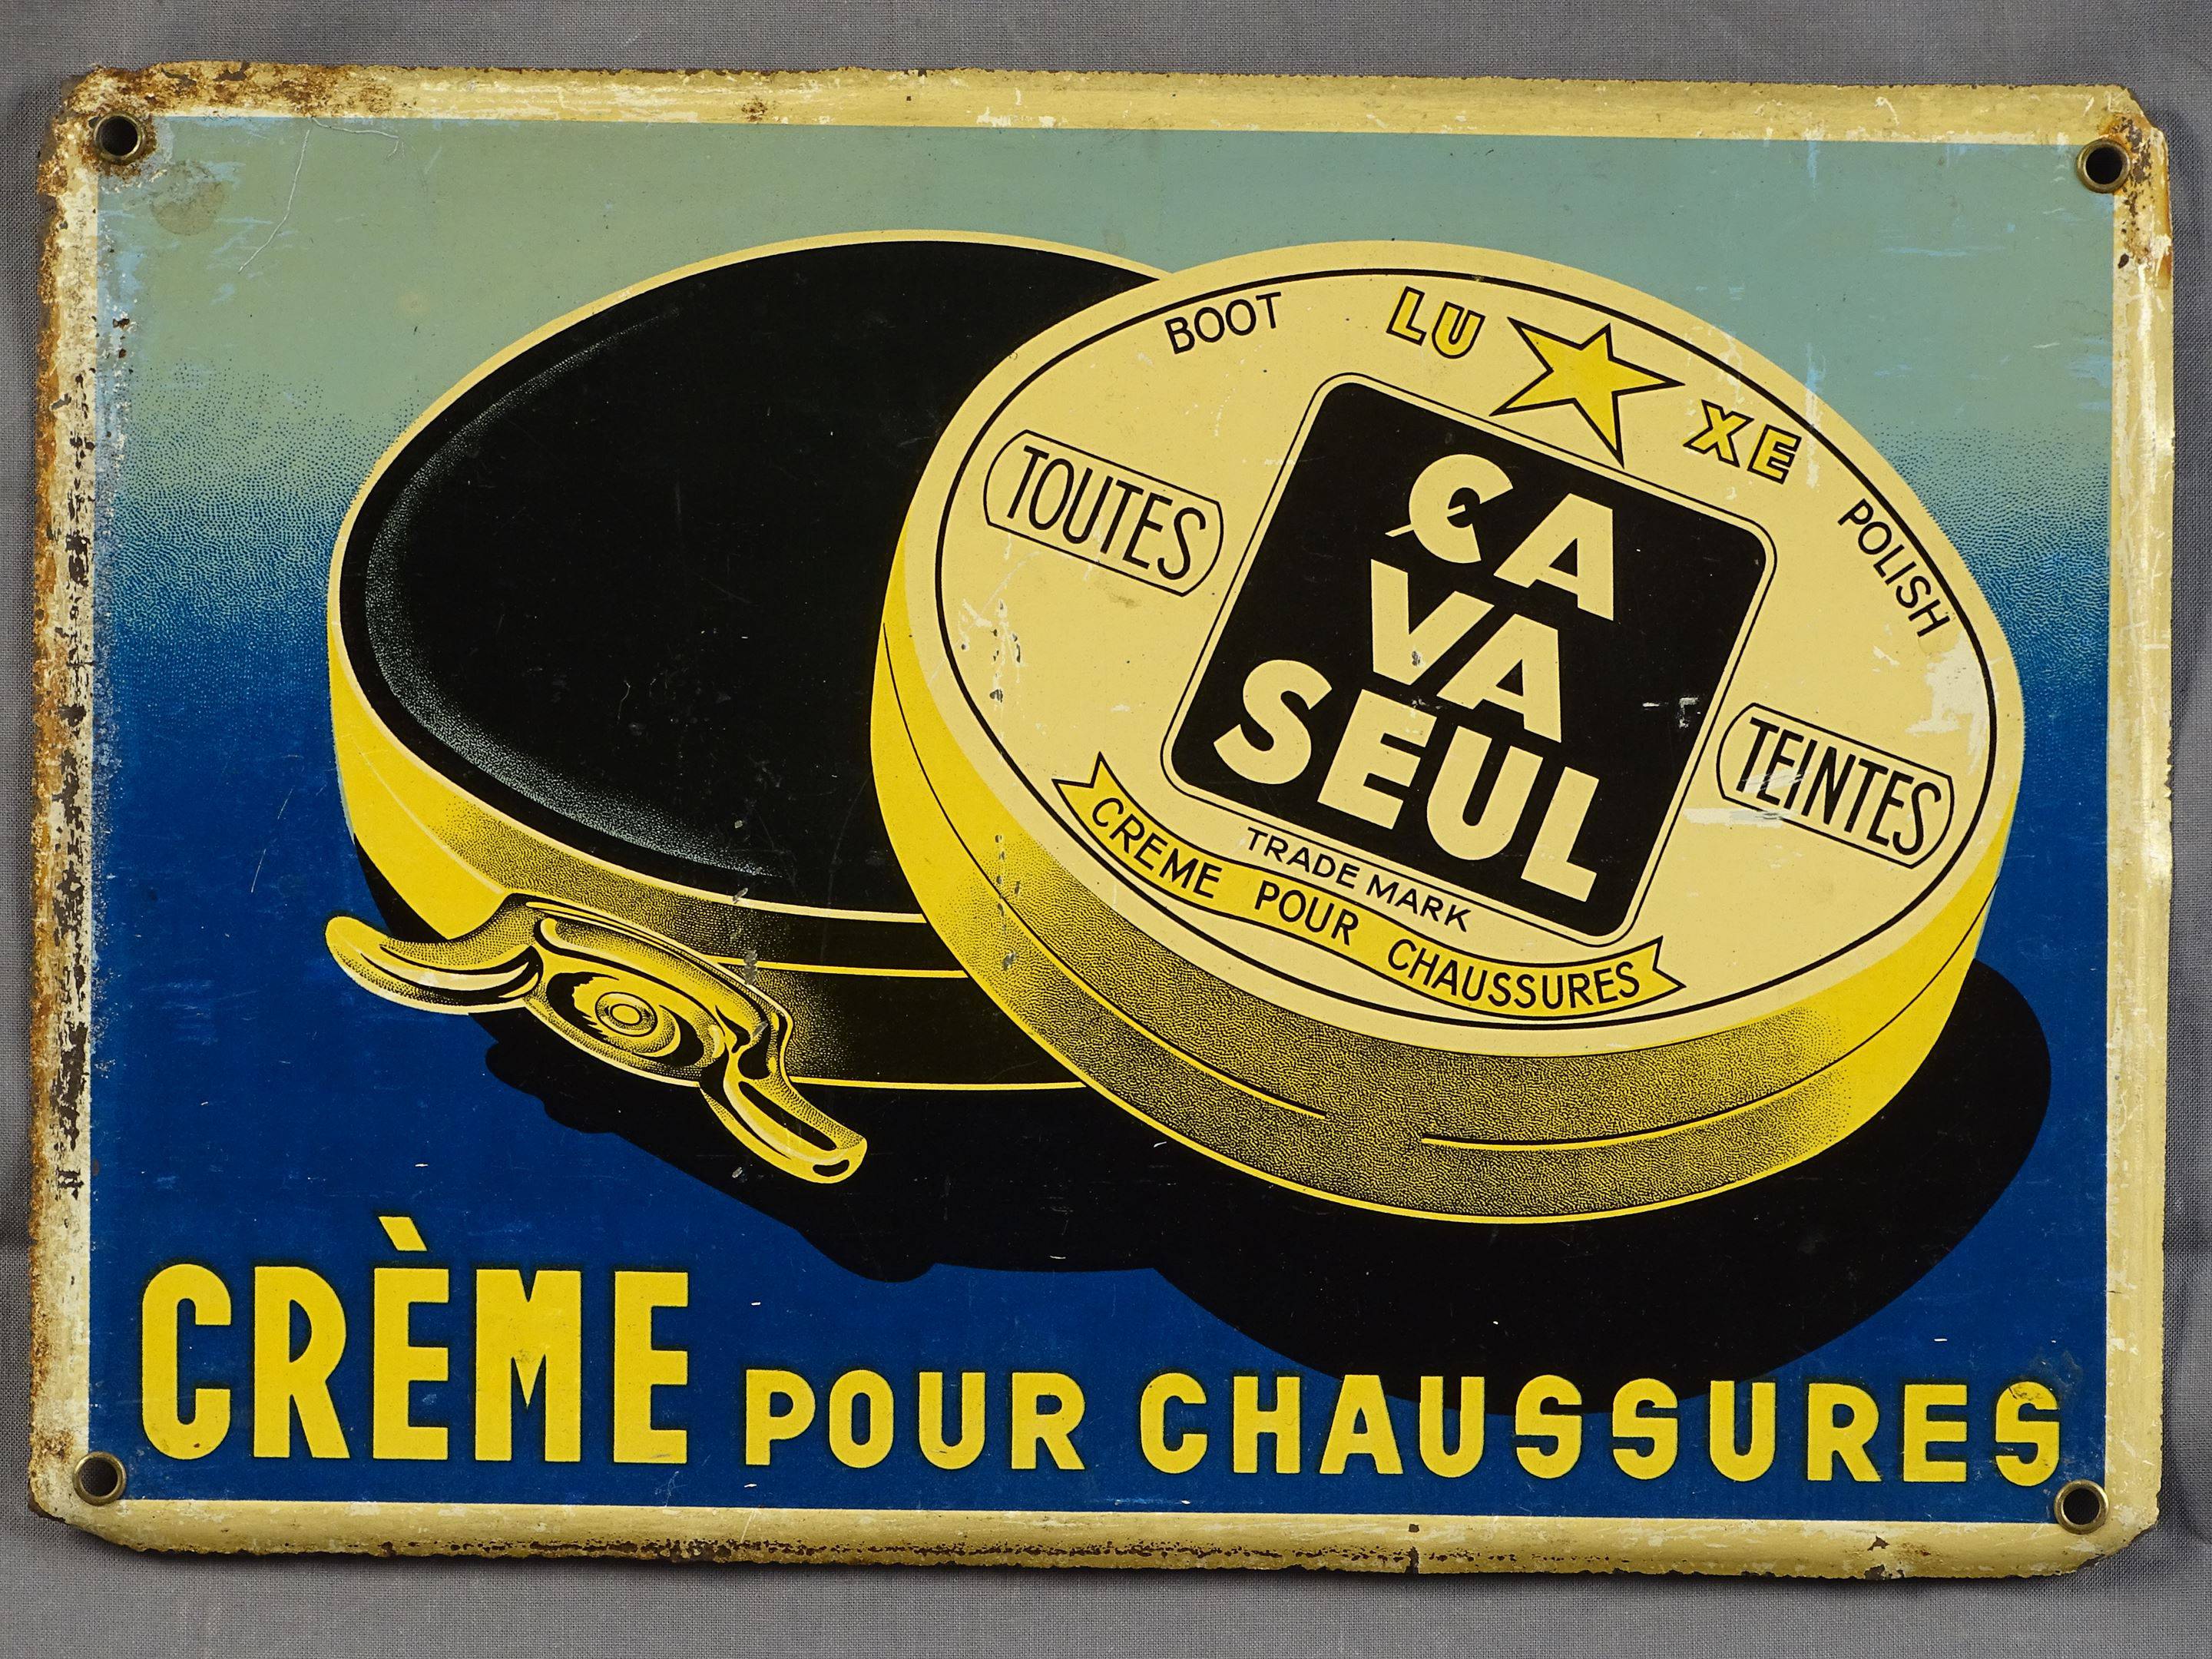 BOOT LU XE POLISH
TOUTES
ÇA
VA
SEUL
TEINTES
TRADE MARK
CREME POUR CHAUSSURES
CRÈME POUR CHAUSSURES